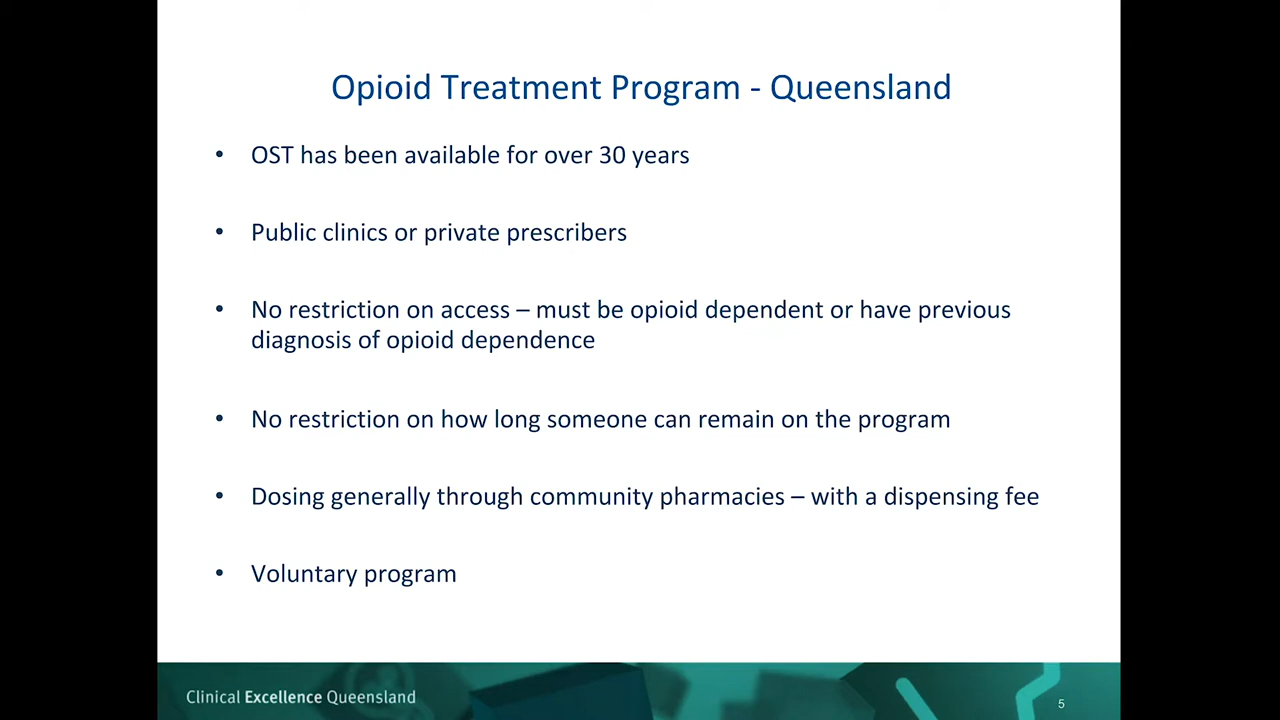 Opioid Treatment Program - Queensland
• OST has been available for over 30 years
• Public clinics or private prescribers
• No restriction on access – must be opioid dependent or have previous
diagnosis of opioid dependence
• No restriction on how long someone can remain on the program
• Dosing generally through community pharmacies – with a dispensing fee
• Voluntary program
Clinical Excellence Queensland
5